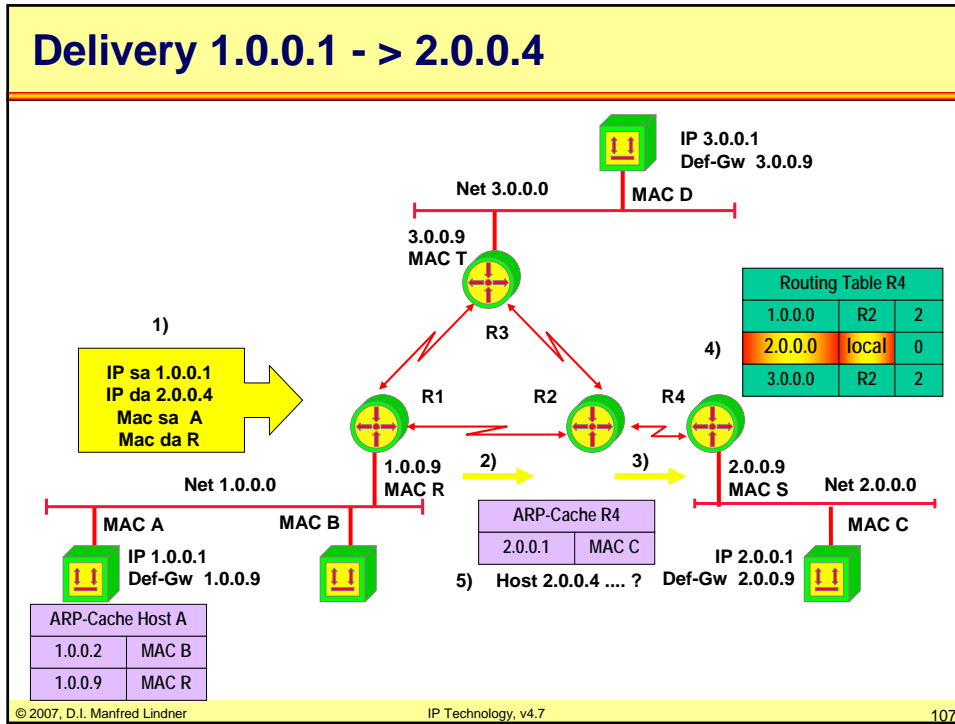 Delivery 1.0.0.1 - > 2.0.0.4
IP 3.0.0.1
Def-Gw 3.0.0.9
Net 3.0.0.0
MAC D
3.0.0.9
MAC T
R3
Routing Table R4
1.0.0.0 R2 2
2.0.0.0 local 0
3.0.0.0 R2 2
1)
4)
IP sa 1.0.0.1
IP da 2.0.0.4
Mac sa A
Mac da R
R1
R2
R4
1.0.0.9
MAC R
2)
3)
2.0.0.9
MAC S
Net 1.0.0.0
Net 2.0.0.0
MAC A
MAC B
MAC C
ARP-Cache R4
2.0.0.1 MAC C
IP 1.0.0.1
Def-Gw 1.0.0.9
5) Host 2.0.0.4 .... ?
IP 2.0.0.1
Def-Gw 2.0.0.9
ARP-Cache Host A
1.0.0.2 MAC B
1.0.0.9 MAC R
© 2007, D.I. Manfred Lindner
IP Technology, v4.7
107